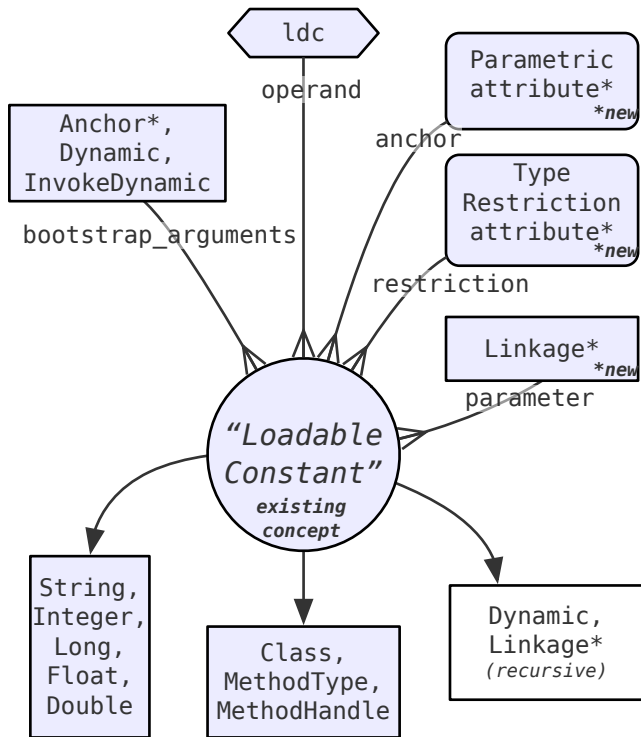 ldc
operand
Parametric
attribute*
*new
anchor
Anchor*,
Dynamic,
InvokeDynamic
bootstrap_arguments
Type
Restriction
attribute*
*new
restriction
Linkage*
*new
parameter
“Loadable
Constant”
existing
concept
String,
Integer,
Long,
Float,
Double
Class,
MethodType,
MethodHandle
Dynamic,
Linkage*
(recursive)